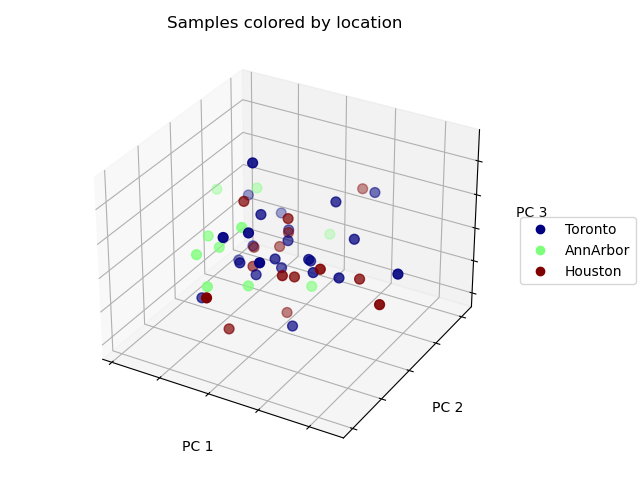 Samples colored by location
PC 3
Toronto
AnnArbor
Houston
PC 2
PC 1